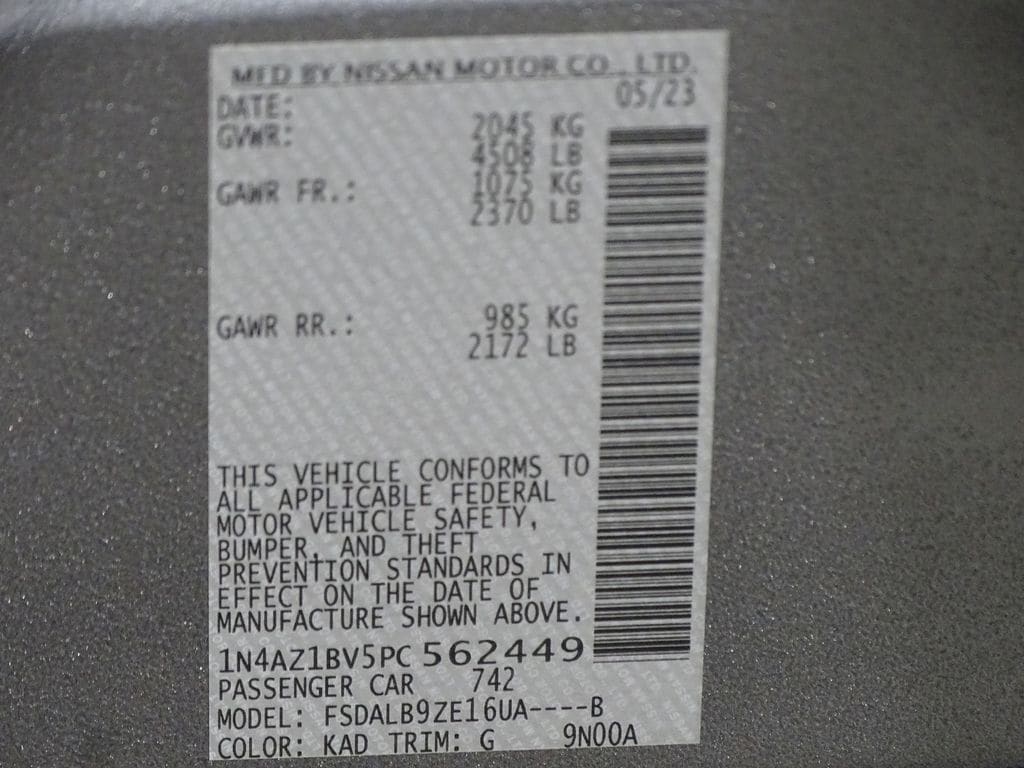 MFD BY NISSAN MOTOR CO., LTD.
DATE: 05/23
GVWR: 2045 KG
4508 LB
GAWR FR.: 1075 KG
2370 LB
GAWR RR.: 985 KG
2172 LB
THIS VEHICLE CONFORMS TO
ALL APPLICABLE FEDERAL
MOTOR VEHICLE SAFETY,
BUMPER, AND THEFT
PREVENTION STANDARDS IN
EFFECT ON THE DATE OF
MANUFACTURE SHOWN ABOVE.
1N4AZ1BV5PC 562449
PASSENGER CAR 742
MODEL: FSDALB9ZE16UA----B
COLOR: KAD TRIM: G 9N00A